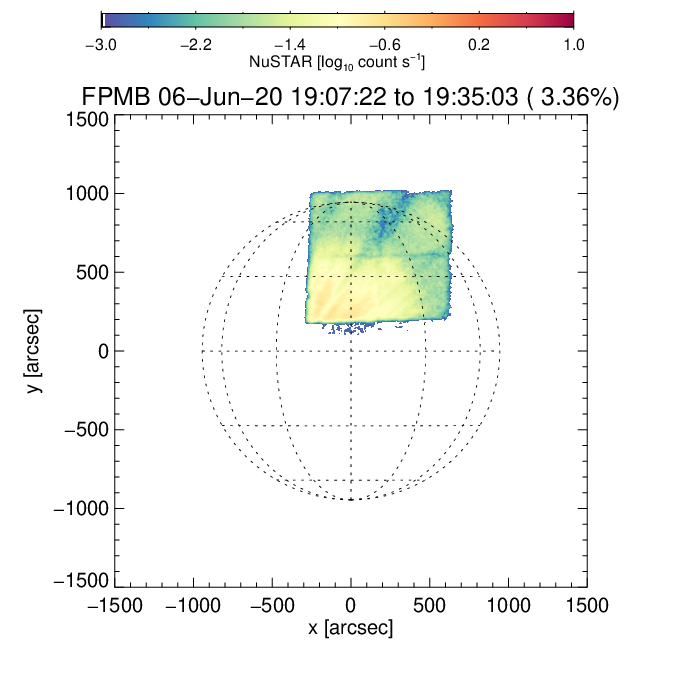 −3.0 −2.2 −1.4 −0.6 0.2 1.0
NuSTAR [log₁₀ count s⁻¹]
FPMB 06−Jun−20 19:07:22 to 19:35:03 ( 3.36%)
1500
1000
500
0
−500
−1000
−1500
y [arcsec]
−1500 −1000 −500 0 500 1000 1500
x [arcsec]